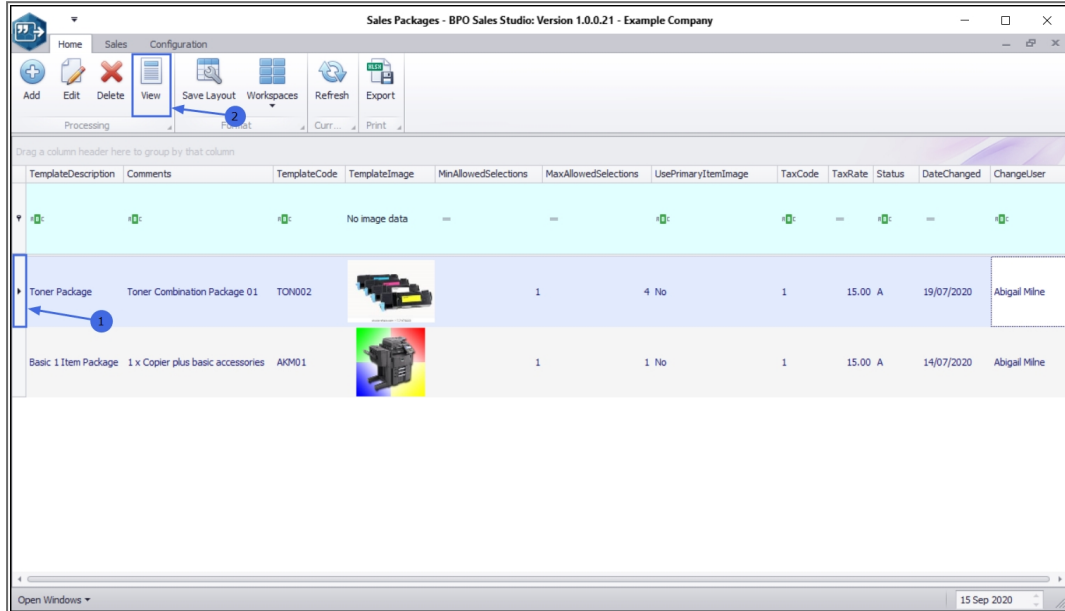 Sales Packages - BPO Sales Studio: Version 1.0.0.21 - Example Company
Home Sales Configuration
Add Edit Delete View Save Layout Workspaces Refresh Export
XLSX
2
Processing Format Curr... Print
Drag a column header here to group by that column
TemplateDescription Comments TemplateCode TemplateImage MinAllowedSelections MaxAllowedSelections UsePrimaryItemImage TaxCode TaxRate Status DateChanged ChangeUser
No image data
Toner Package Toner Combination Package 01 TON002 1 4 No 1 15.00 A 19/07/2020 Abigail Milne
1
Basic 1 Item Package 1 x Copier plus basic accessories AKM01 1 1 No 1 15.00 A 14/07/2020 Abigail Milne
Open Windows 15 Sep 2020